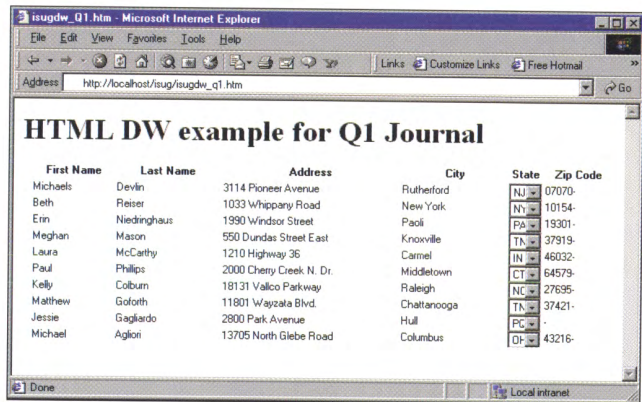 isugdw_Q1.htm - Microsoft Internet Explorer
File Edit View Favorites Tools Help
Links Customize Links Free Hotmail »
Address http://localhost/isug/isugdw_q1.htm Go
HTML DW example for Q1 Journal
First Name Last Name Address City State Zip Code
Michaels Devlin 3114 Pioneer Avenue Rutherford NJ 07070-
Beth Reiser 1033 Whippany Road New York NY 10154-
Erin Niedringhaus 1990 Windsor Street Paoli PA 19301-
Meghan Mason 550 Dundas Street East Knoxville TN 37919-
Laura McCarthy 1210 Highway 36 Carmel IN 46032-
Paul Phillips 2000 Cherry Creek N. Dr. Middletown CT 64579-
Kelly Colburn 18131 Vallco Parkway Raleigh NC 27695-
Matthew Goforth 11801 Wayzata Blvd. Chattanooga TN 37421-
Jessie Gagliardo 2800 Park Avenue Hull PQ -
Michael Agliori 13705 North Glebe Road Columbus OH 43216-
Done Local intranet